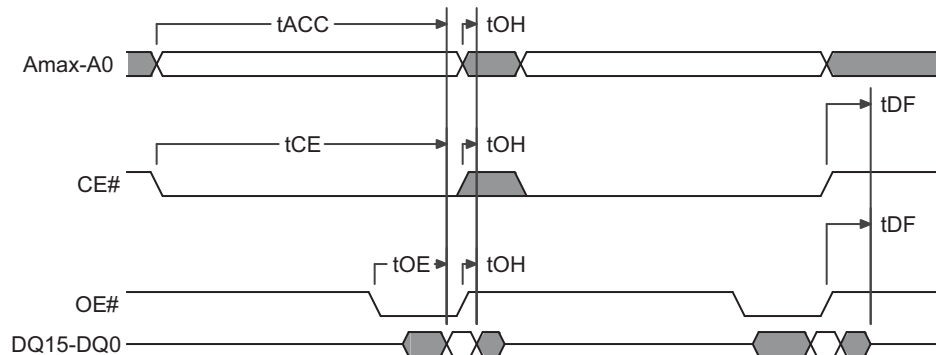 tACC tOH
Amax-A0
tDF
tCE tOH
CE#
tDF
tOE tOH
OE#
DQ15-DQ0